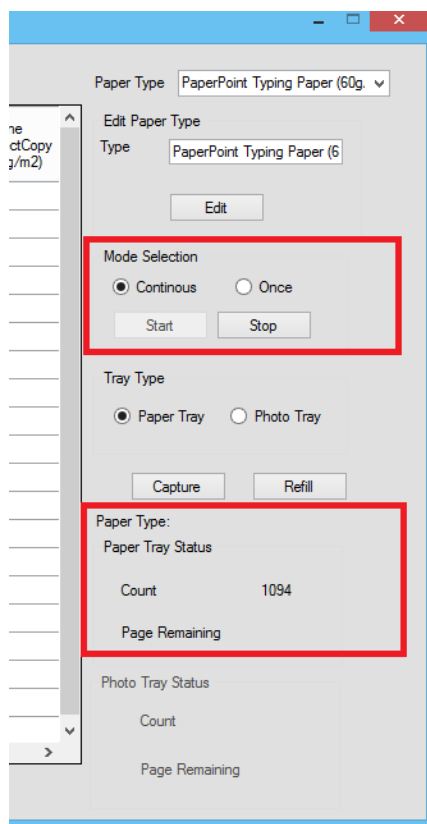 Paper Type PaperPoint Typing Paper (60g.
ne
ctCopy
g/m2)
Edit Paper Type
Type PaperPoint Typing Paper (6
Edit
Mode Selection
Continous Once
Start Stop
Tray Type
Paper Tray Photo Tray
Capture Refill
Paper Type:
Paper Tray Status
Count 1094
Page Remaining
Photo Tray Status
Count
Page Remaining